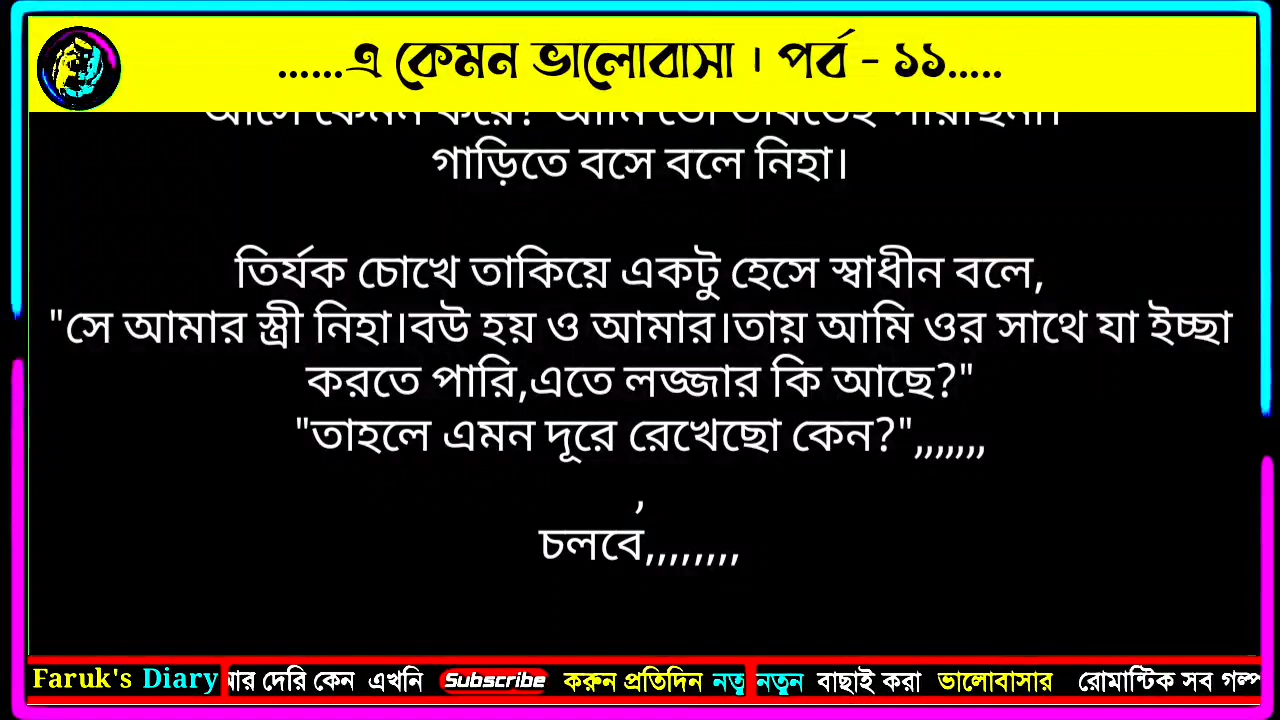 ......এ কেমন ভালোবাসা । পর্ব - ১১.....
গাড়িতে বসে বলে নিহা।
তির্যক চোখে তাকিয়ে একটু হেসে স্বাধীন বলে,
"সে আমার স্ত্রী নিহা।বউ হয় ও আমার।তায় আমি ওর সাথে যা ইচ্ছা
করতে পারি,এতে লজ্জার কি আছে?"
"তাহলে এমন দূরে রেখেছো কেন?",,,,,,,
,
চলবে,,,,,,,,
Faruk's Diary দেরি কেন এখনি Subscribe করুন প্রতিদিন নতুন বাছাই করা ভালোবাসার রোমান্টিক সব গল্প